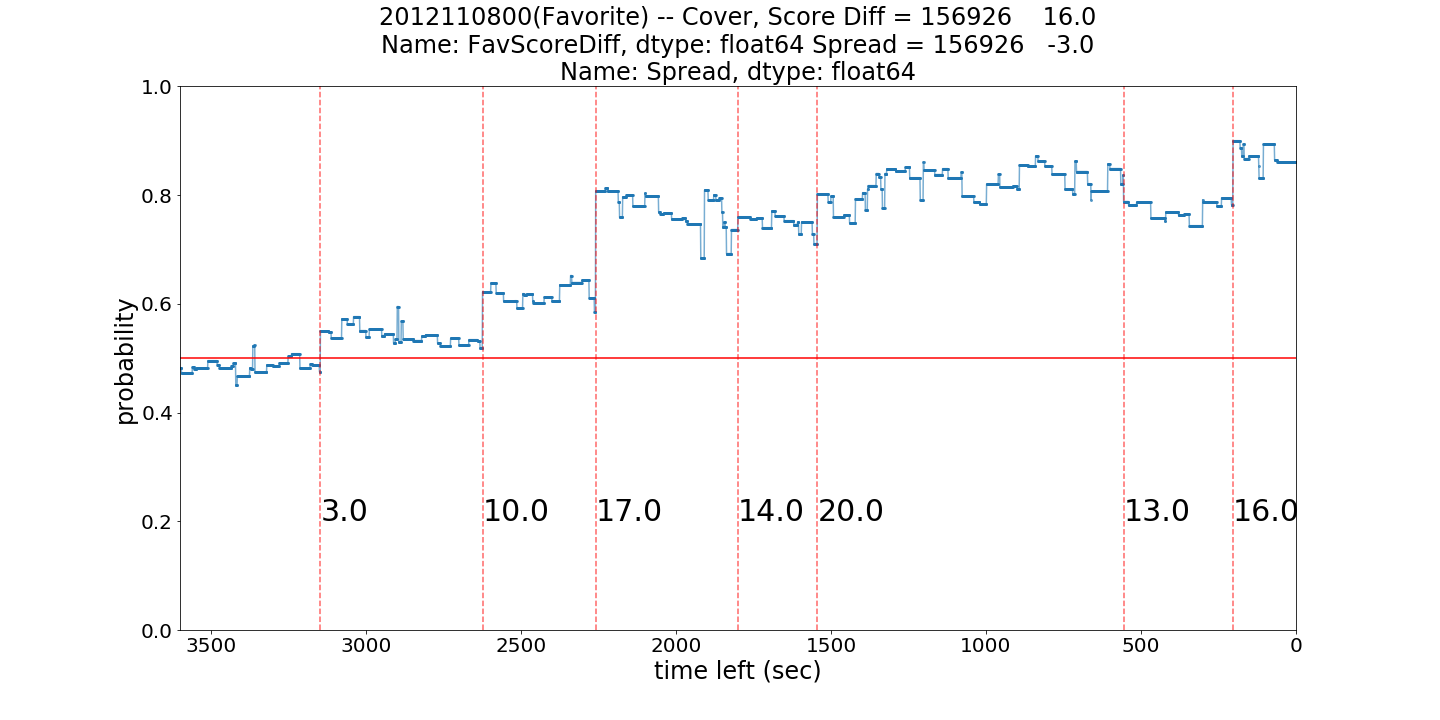 2012110800(Favorite) -- Cover, Score Diff = 156926    16.0
Name: FavScoreDiff, dtype: float64 Spread = 156926   -3.0
Name: Spread, dtype: float64
1.0
0.8
0.6
0.4
0.2
0.0
probability
3.0 10.0 17.0 14.0 20.0 13.0 16.0
3500 3000 2500 2000 1500 1000 500 0
time left (sec)